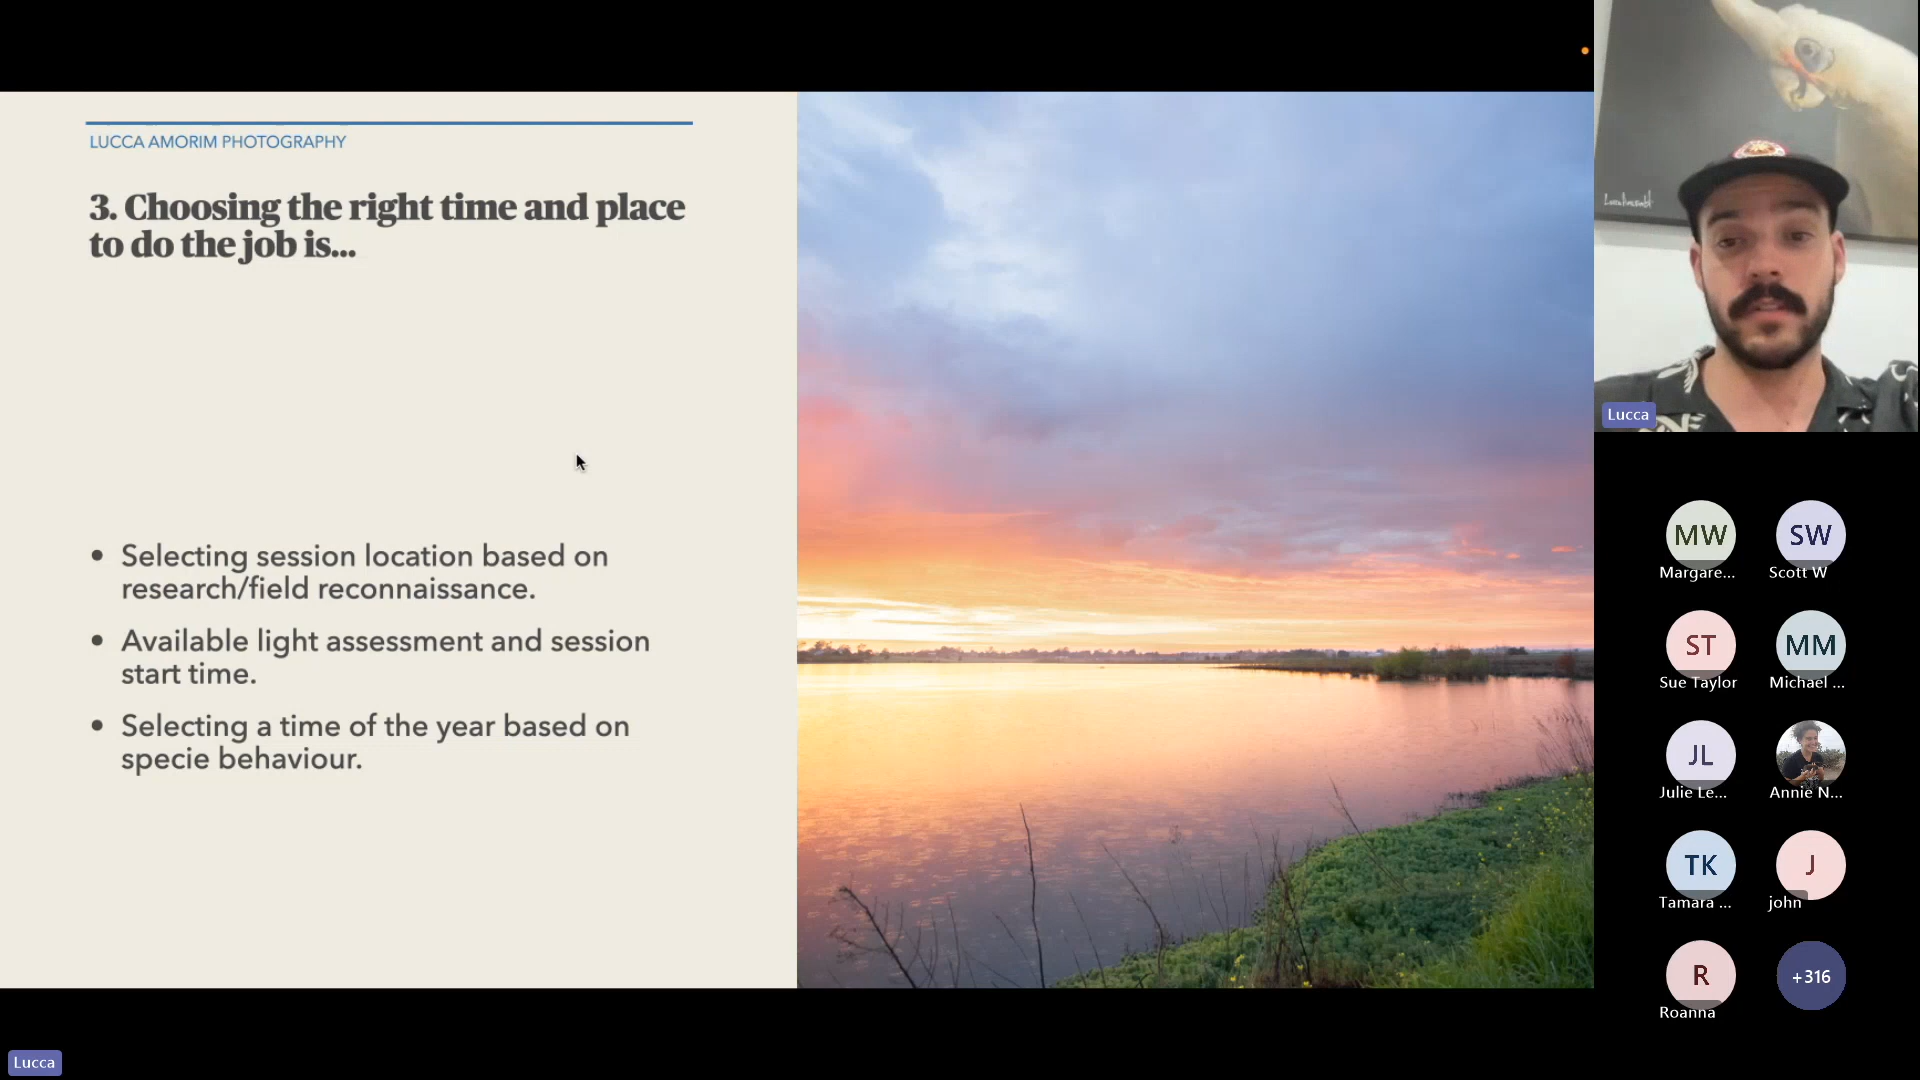 LUCCA AMORIM PHOTOGRAPHY
3. Choosing the right time and place
to do the job is...
• Selecting session location based on
research/field reconnaissance.
• Available light assessment and session
start time.
• Selecting a time of the year based on
specie behaviour.
Lucca
MW
Margare...
SW
Scott W
ST
Sue Taylor
MM
Michael ...
JL
Julie Le...
Annie N...
TK
Tamara ...
J
john
R
Roanna
+316
Lucca